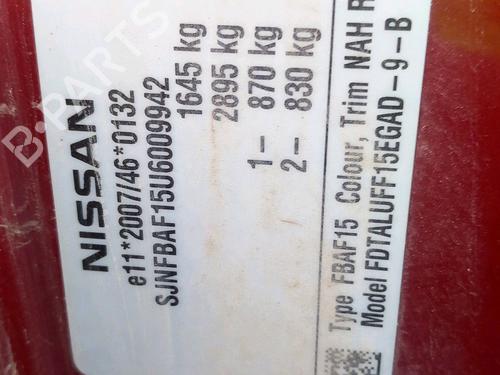 NISSAN
e11*2007/46*0132
SJNFBAF15U6009942
1645 kg
2895 kg
1– 870 kg
2– 830 kg
Type FBAF15 Colour, Trim NAH R
Model FDTALUFF15EGAD-9-B
B-PARTS